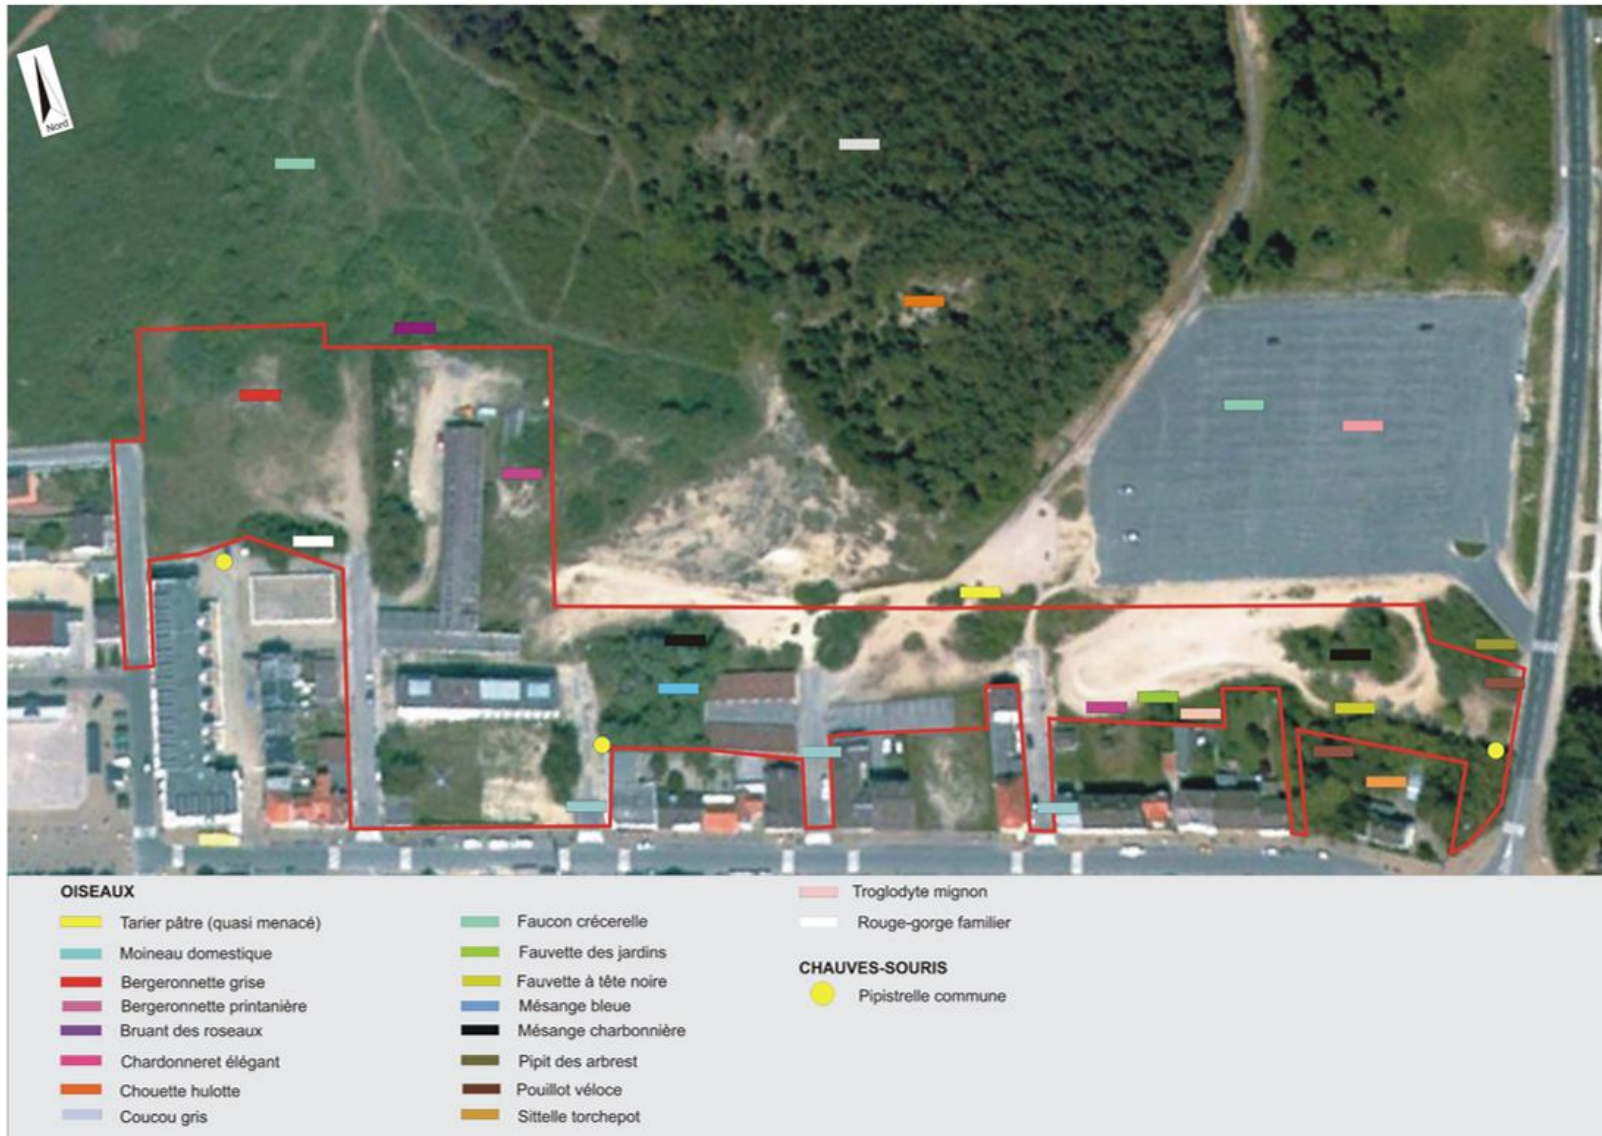 Nord
OISEAUX
Tarier pâtre (quasi menacé)
Moineau domestique
Bergeronnette grise
Bergeronnette printanière
Bruant des roseaux
Chardonneret élégant
Chouette hulotte
Coucou gris
Faucon crécerelle
Fauvette des jardins
Fauvette à tête noire
Mésange bleue
Mésange charbonnière
Pipit des arbrest
Pouillot véloce
Sittelle torchepot
Troglodyte mignon
Rouge-gorge familier
CHAUVES-SOURIS
Pipistrelle commune